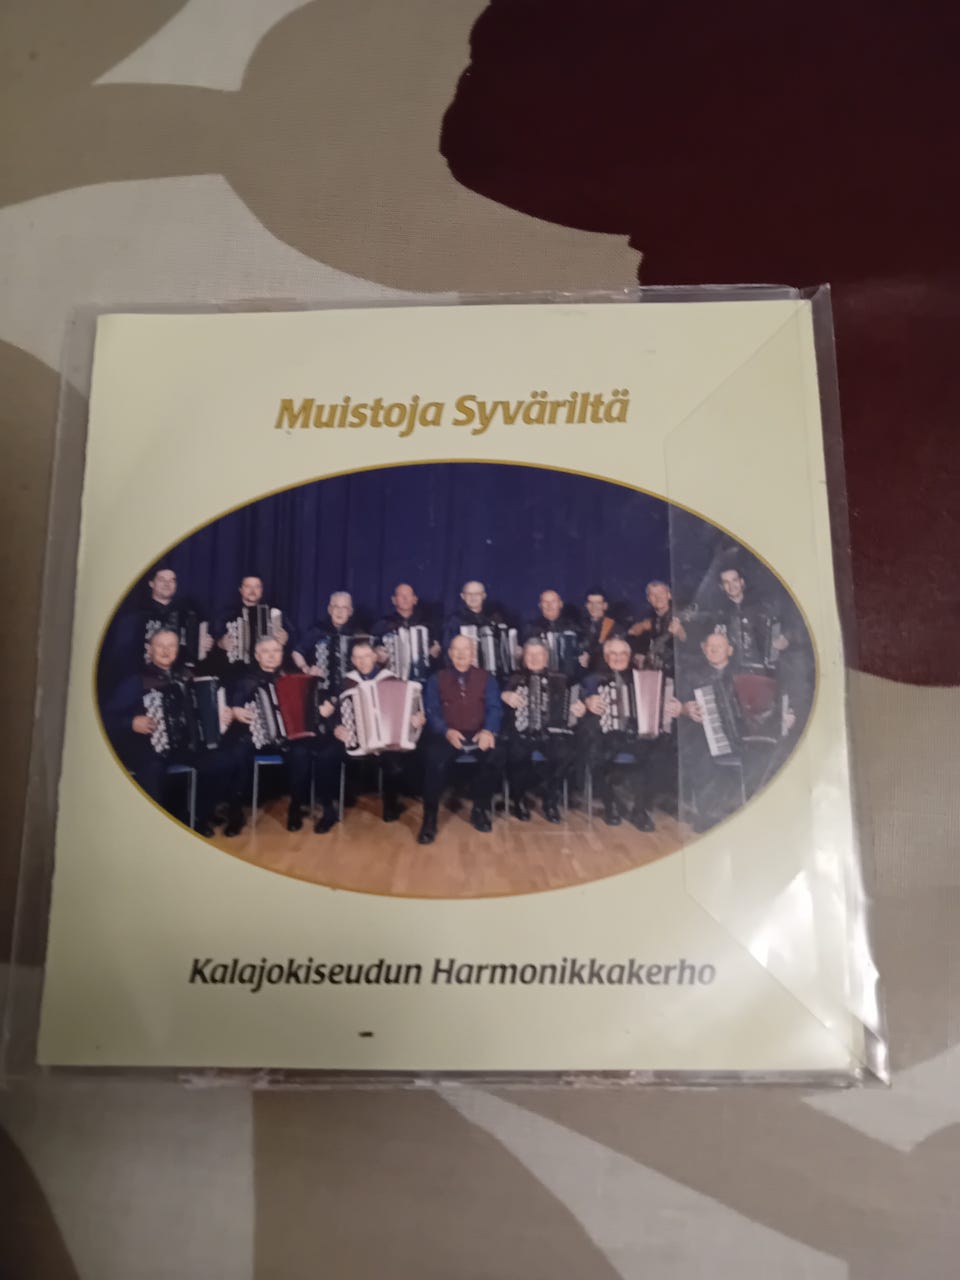 Muistoja Syväriltä
Kalajokiseudun Harmonikkakerho